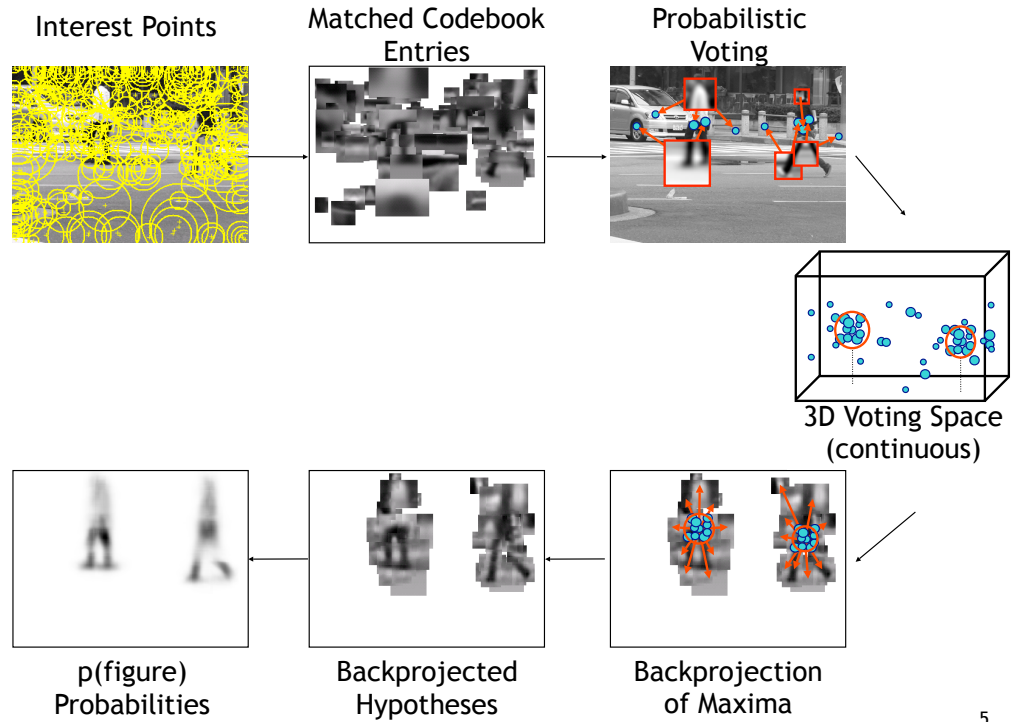 Interest Points
Matched Codebook
Entries
Probabilistic
Voting
3D Voting Space
(continuous)
p(figure)
Probabilities
Backprojected
Hypotheses
Backprojection
of Maxima
5